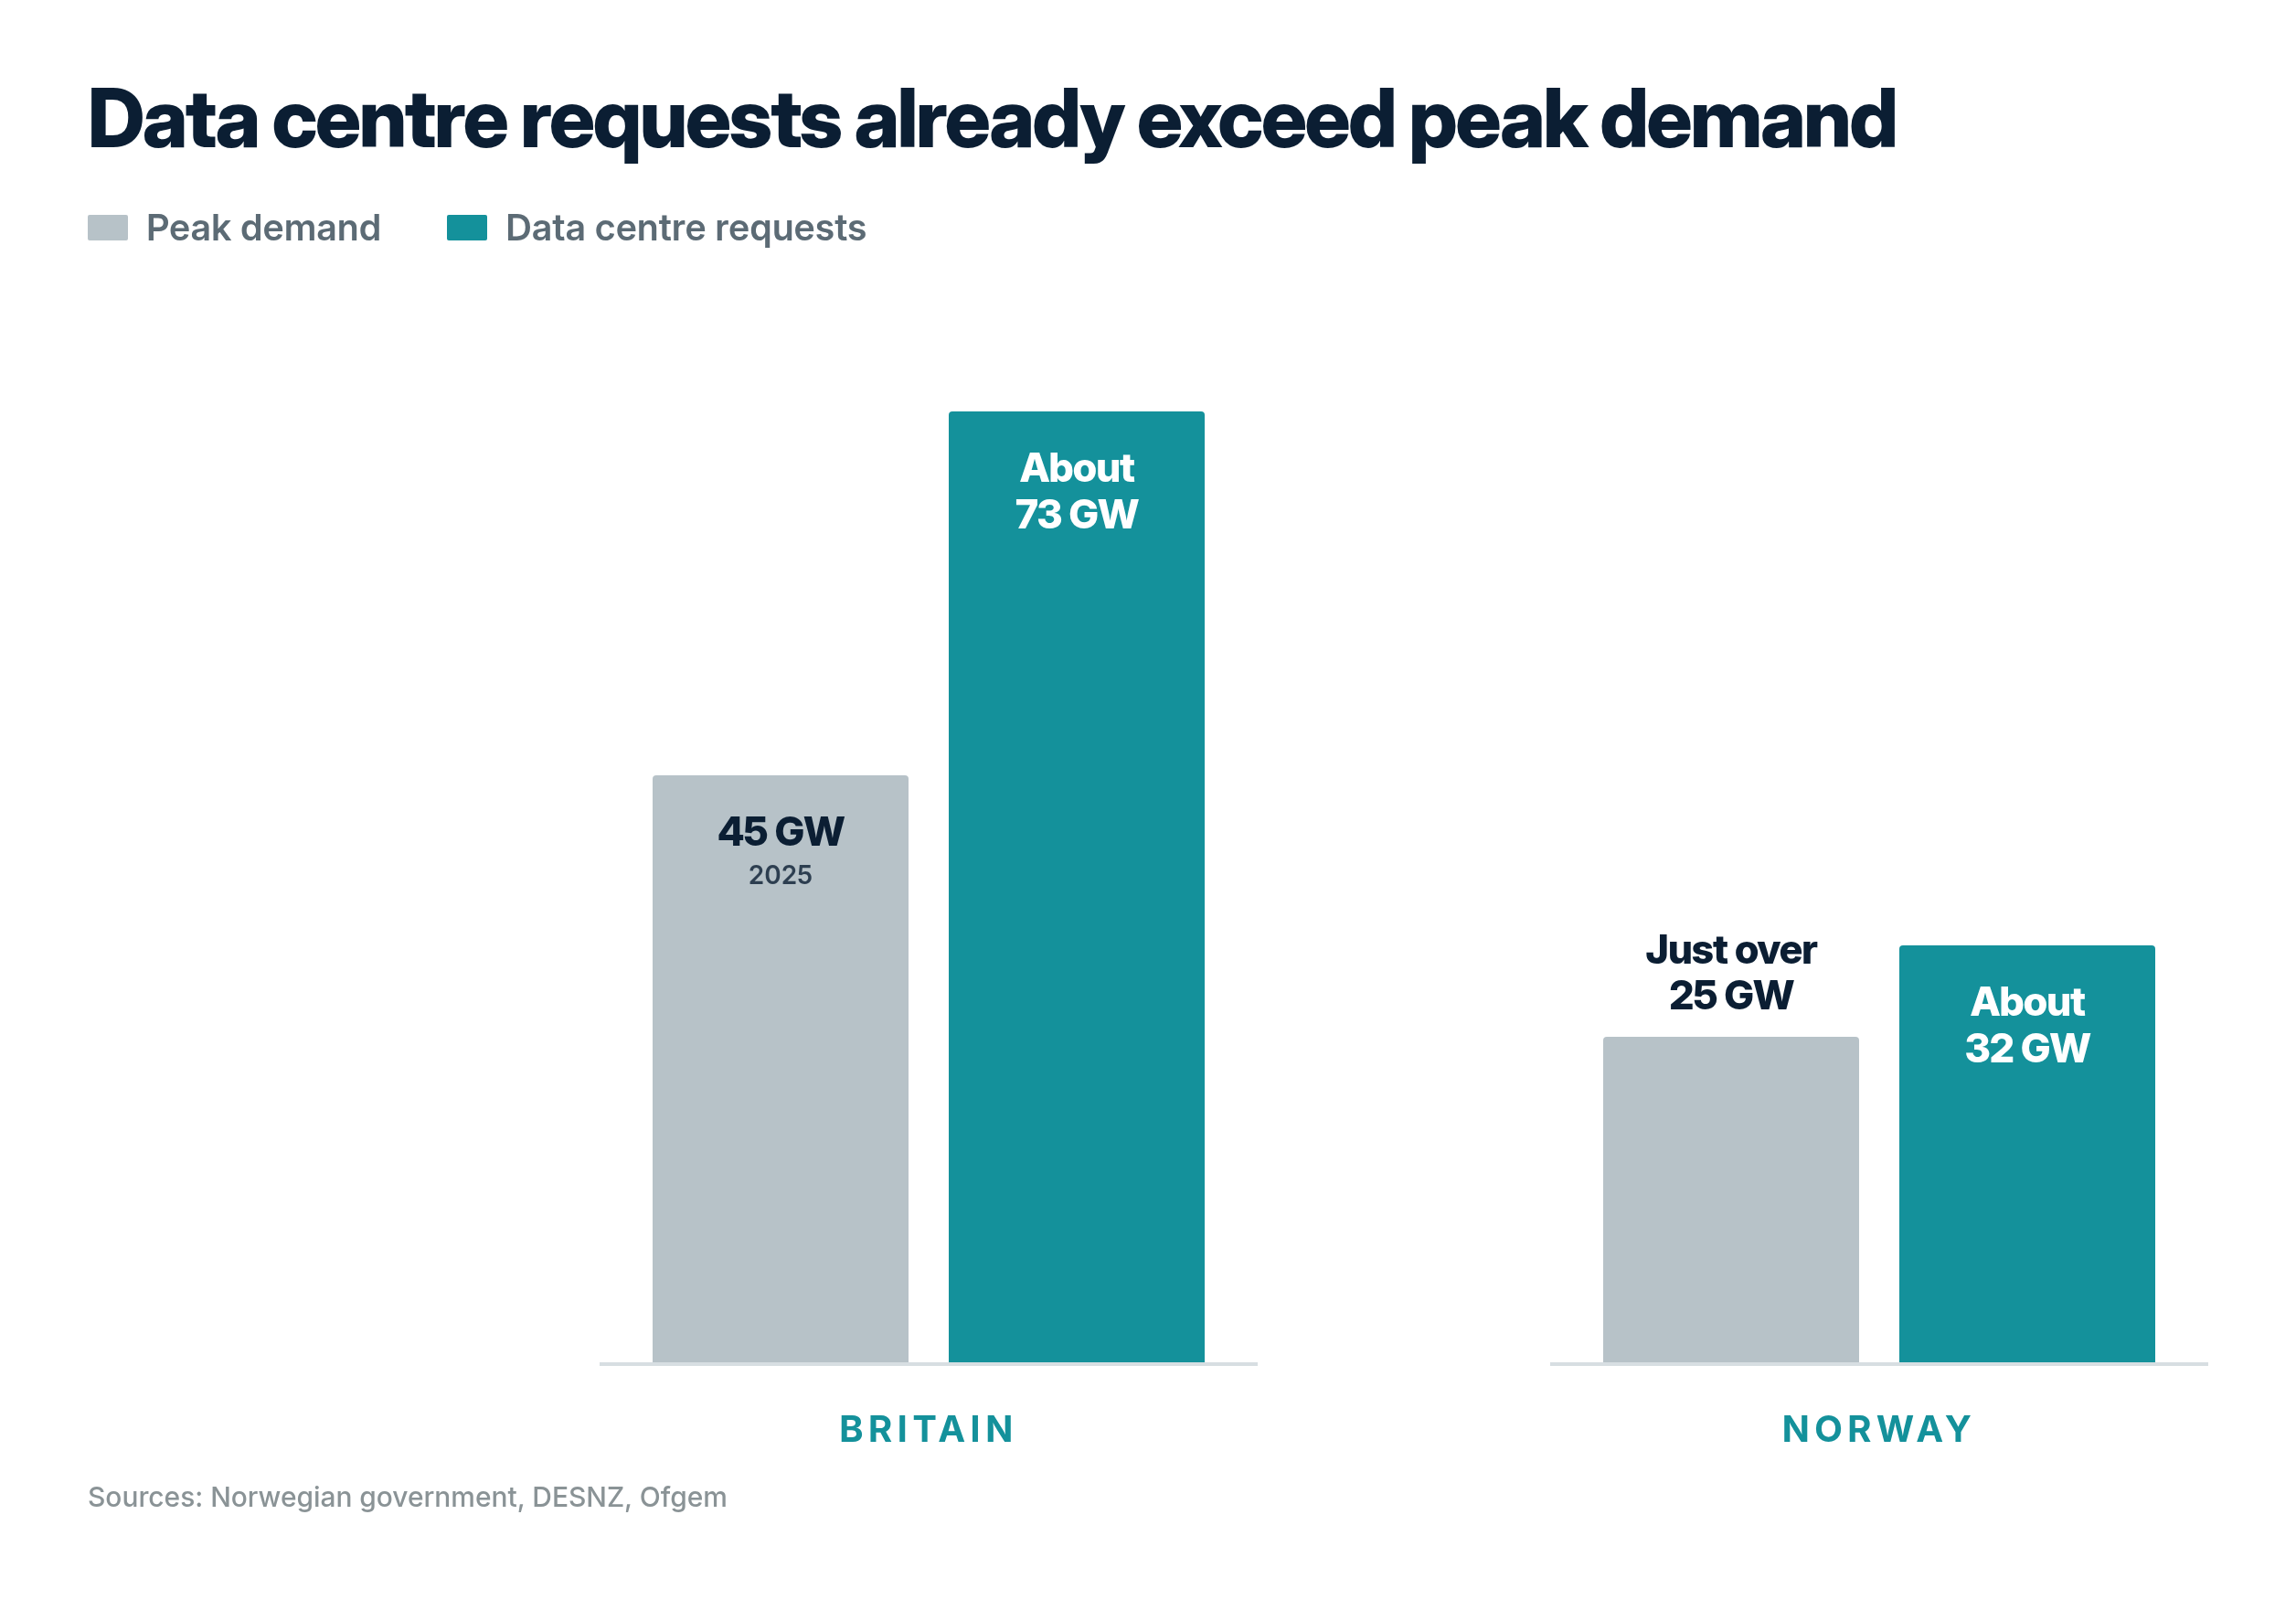 Data centre requests already exceed peak demand
Peak demand
Data centre requests
About
73 GW
45 GW
2025
Just over
25 GW
About
32 GW
BRITAIN
NORWAY
Sources: Norwegian government, DESNZ, Ofgem